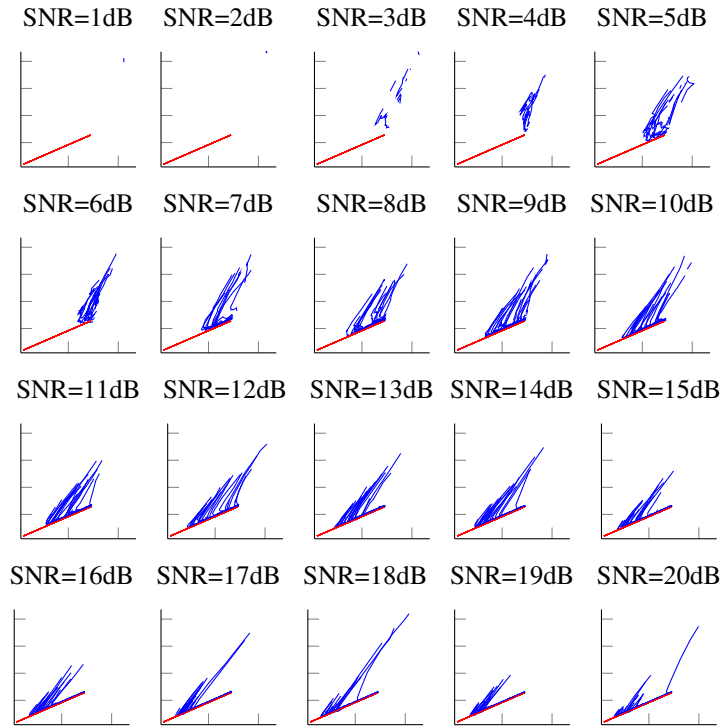 SNR=1dB SNR=2dB SNR=3dB SNR=4dB SNR=5dB
SNR=6dB SNR=7dB SNR=8dB SNR=9dB SNR=10dB
SNR=11dB SNR=12dB SNR=13dB SNR=14dB SNR=15dB
SNR=16dB SNR=17dB SNR=18dB SNR=19dB SNR=20dB